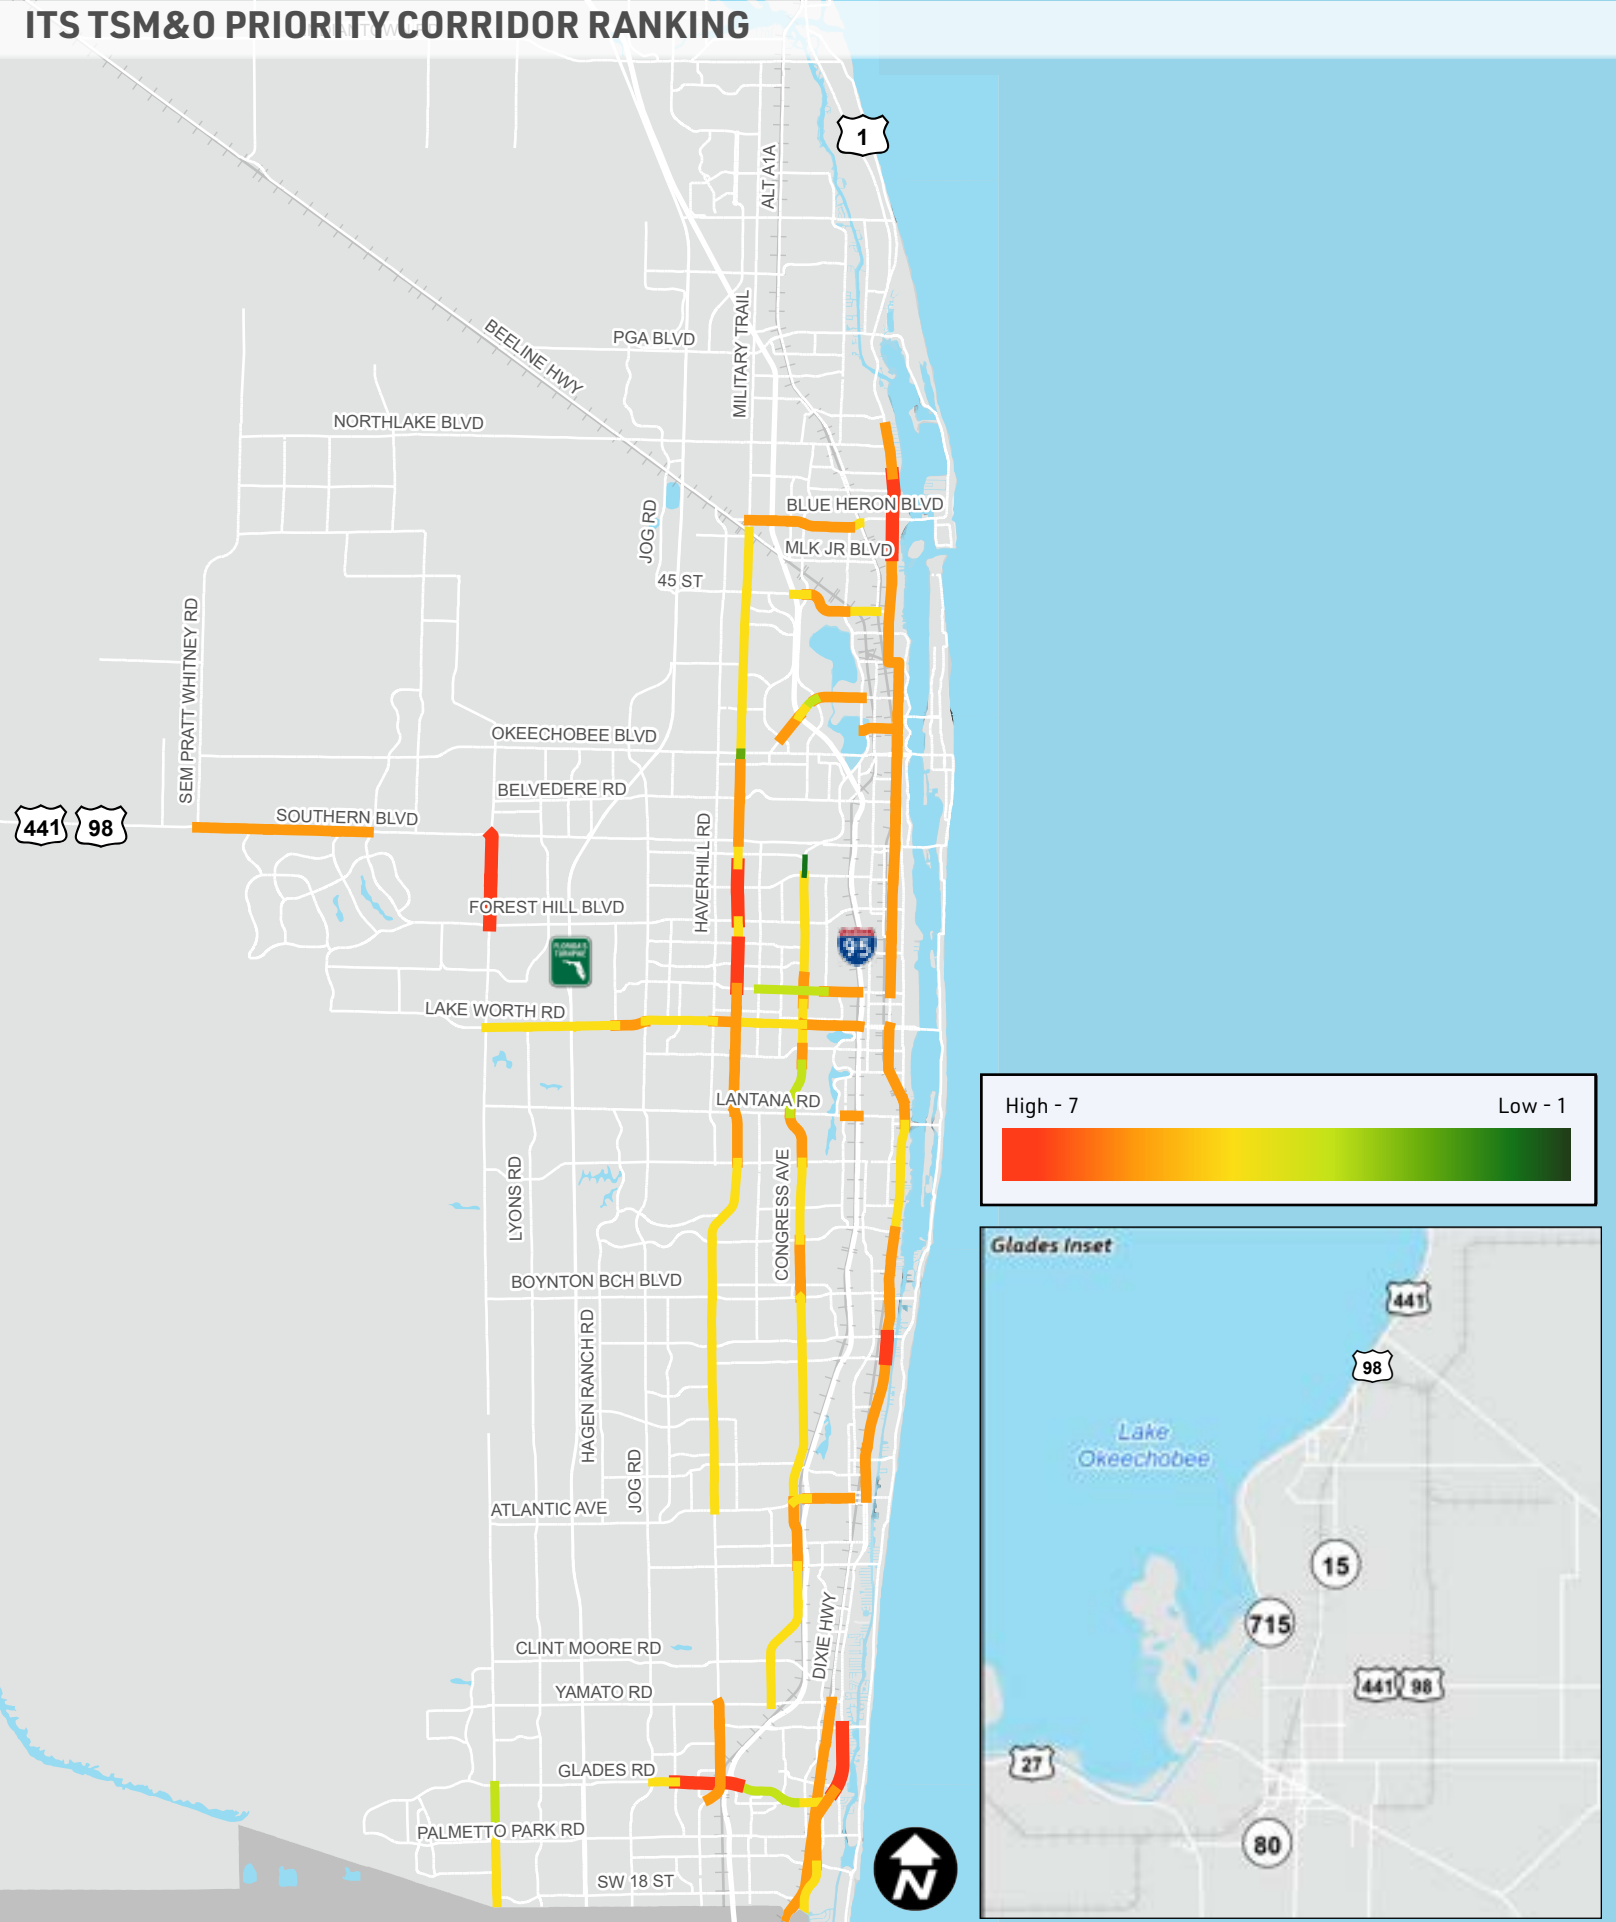 ITS TSM&O PRIORITY CORRIDOR RANKING
1
ALT A1A
MILITARY TRAIL
PGA BLVD
BEELINE HWY
NORTHLAKE BLVD
BLUE HERON BLVD
JOG RD
MLK JR BLVD
45 ST
SEM PRATT WHITNEY RD
OKEECHOBEE BLVD
BELVEDERE RD
441
98
SOUTHERN BLVD
HAVERHILL RD
FOREST HILL BLVD
FLORIDA'S
TURNPIKE
95
LAKE WORTH RD
LANTANA RD
High - 7
Low - 1
LYONS RD
CONGRESS AVE
BOYNTON BCH BLVD
HAGEN RANCH RD
JOG RD
ATLANTIC AVE
DIXIE HWY
CLINT MOORE RD
YAMATO RD
GLADES RD
PALMETTO PARK RD
SW 18 ST
N
Glades Inset
441
98
Lake
Okeechobee
15
715
441
98
27
80